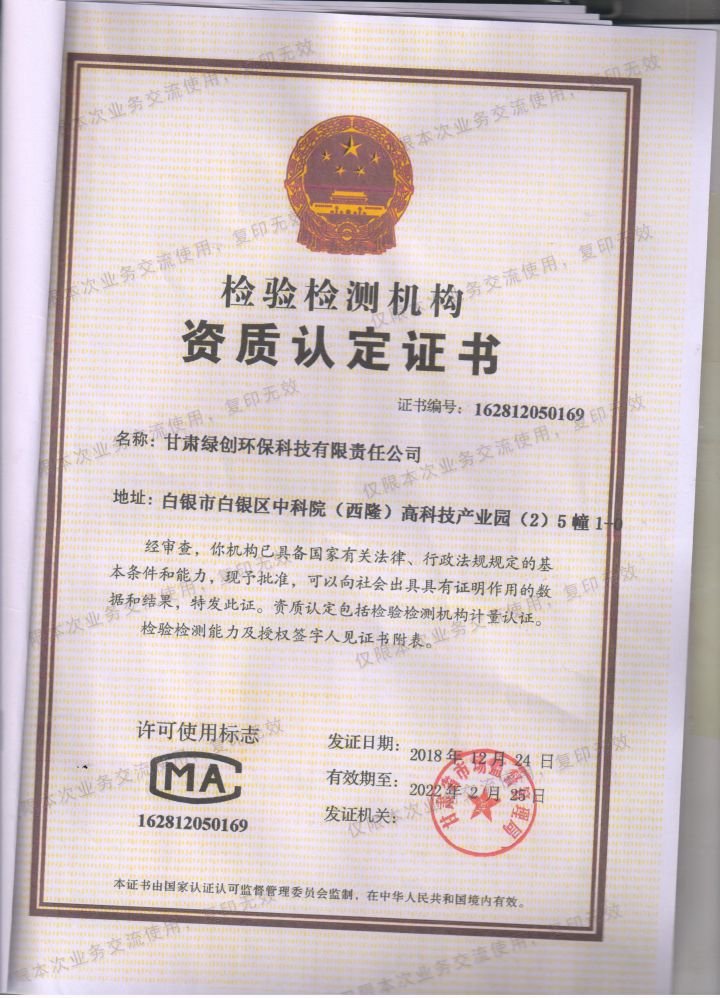 检验检测机构
资质认定证书
证书编号：162812050169
名称：甘肃绿创环保科技有限责任公司
地址：白银市白银区中科院（西隆）高科技产业园（2）5幢1-0
经审查，你机构已具备国家有关法律、行政法规规定的基
本条件和能力，现予批准，可以向社会出具具有证明作用的数
据和结果，特发此证。资质认定包括检验检测机构计量认证。
检验检测能力及授权签字人见证书附表。
许可使用标志
MA
162812050169
发证日期：2018年12月24日
有效期至：2022年2月25日
发证机关：
甘肃省市场监督管理局
本证书由国家认证认可监督管理委员会监制，在中华人民共和国境内有效。
仅限本次业务交流使用，复印无效